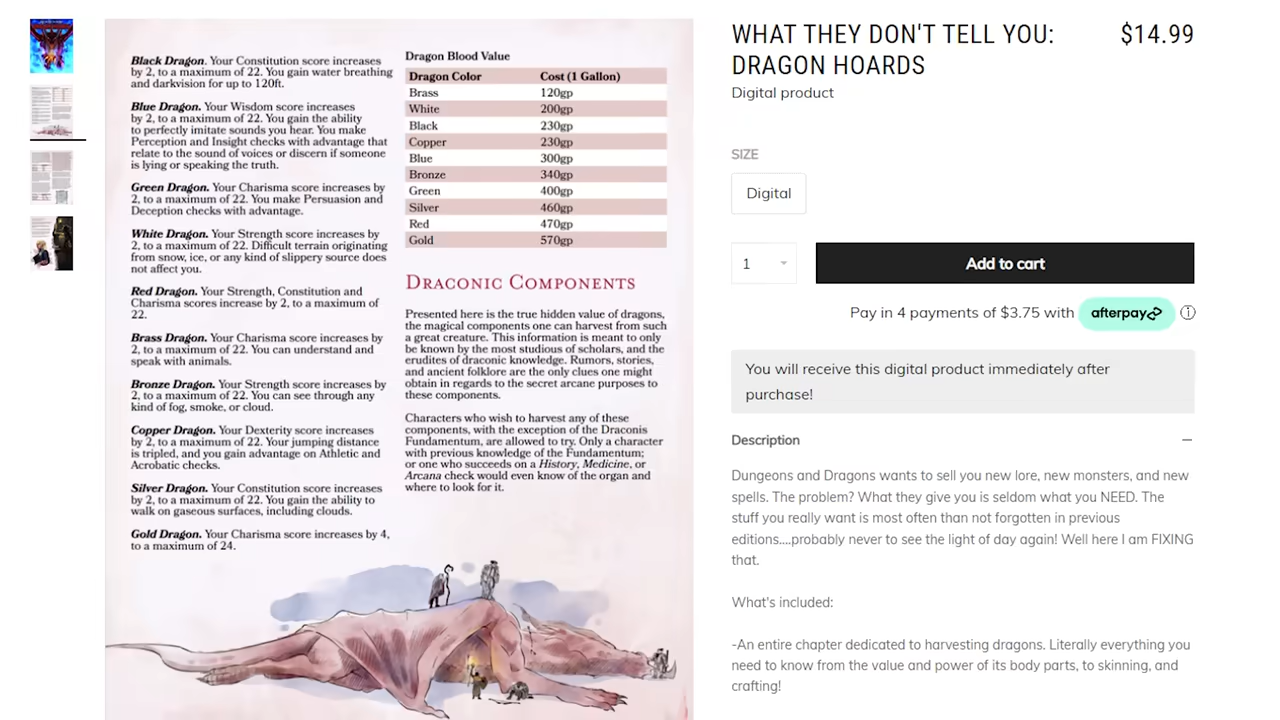 Black Dragon. Your Constitution score increases
by 2, to a maximum of 22. You gain water breathing
and darkvision for up to 120ft.
Blue Dragon. Your Wisdom score increases
by 2, to a maximum of 22. You gain the ability
to perfectly imitate sounds you hear. You make
Perception and Insight checks with advantage that
relate to the sound of voices or discern if someone
is lying or speaking the truth.
Green Dragon. Your Charisma score increases by
2, to a maximum of 22. You make Persuasion and
Deception checks with advantage.
White Dragon. Your Strength score increases by
2, to a maximum of 22. Difficult terrain originating
from snow, ice, or any kind of slippery source does
not affect you.
Red Dragon. Your Strength, Constitution and
Charisma scores increase by 2, to a maximum of
22.
Brass Dragon. Your Charisma score increases by
2, to a maximum of 22. You can understand and
speak with animals.
Bronze Dragon. Your Strength score increases by
2, to a maximum of 22. You can see through any
kind of fog, smoke, or cloud.
Copper Dragon. Your Dexterity score increases
by 2, to a maximum of 22. Your jumping distance
is tripled, and you gain advantage on Athletic and
Acrobatic checks.
Silver Dragon. Your Constitution score increases
by 2, to a maximum of 22. You gain the ability to
walk on gaseous surfaces, including clouds.
Gold Dragon. Your Charisma score increases by 4,
to a maximum of 24.
Dragon Blood Value
Dragon Color Cost (1 Gallon)
Brass 120gp
White 200gp
Black 230gp
Copper 230gp
Blue 300gp
Bronze 340gp
Green 400gp
Silver 460gp
Red 470gp
Gold 570gp
DRACONIC COMPONENTS
Presented here is the true hidden value of dragons,
the magical components one can harvest from such
a great creature. This information is meant to only
be known by the most studious of scholars, and the
erudites of draconic knowledge. Rumors, stories,
and ancient folklore are the only clues one might
obtain in regards to the secret arcane purposes to
these components.
Characters who wish to harvest any of these
components, with the exception of the Draconis
Fundamentum, are allowed to try. Only a character
with previous knowledge of the Fundamentum;
or one who succeeds on a History, Medicine, or
Arcana check would even know of the organ and
where to look for it.
WHAT THEY DON'T TELL YOU: $14.99
DRAGON HOARDS
Digital product
SIZE
Digital
1
Add to cart
Pay in 4 payments of $3.75 with afterpay
You will receive this digital product immediately after
purchase!
Description
Dungeons and Dragons wants to sell you new lore, new monsters, and new
spells. The problem? What they give you is seldom what you NEED. The
stuff you really want is most often than not forgotten in previous
editions....probably never to see the light of day again! Well here I am FIXING
that.
What's included:
-An entire chapter dedicated to harvesting dragons. Literally everything you
need to know from the value and power of its body parts, to skinning, and
crafting!